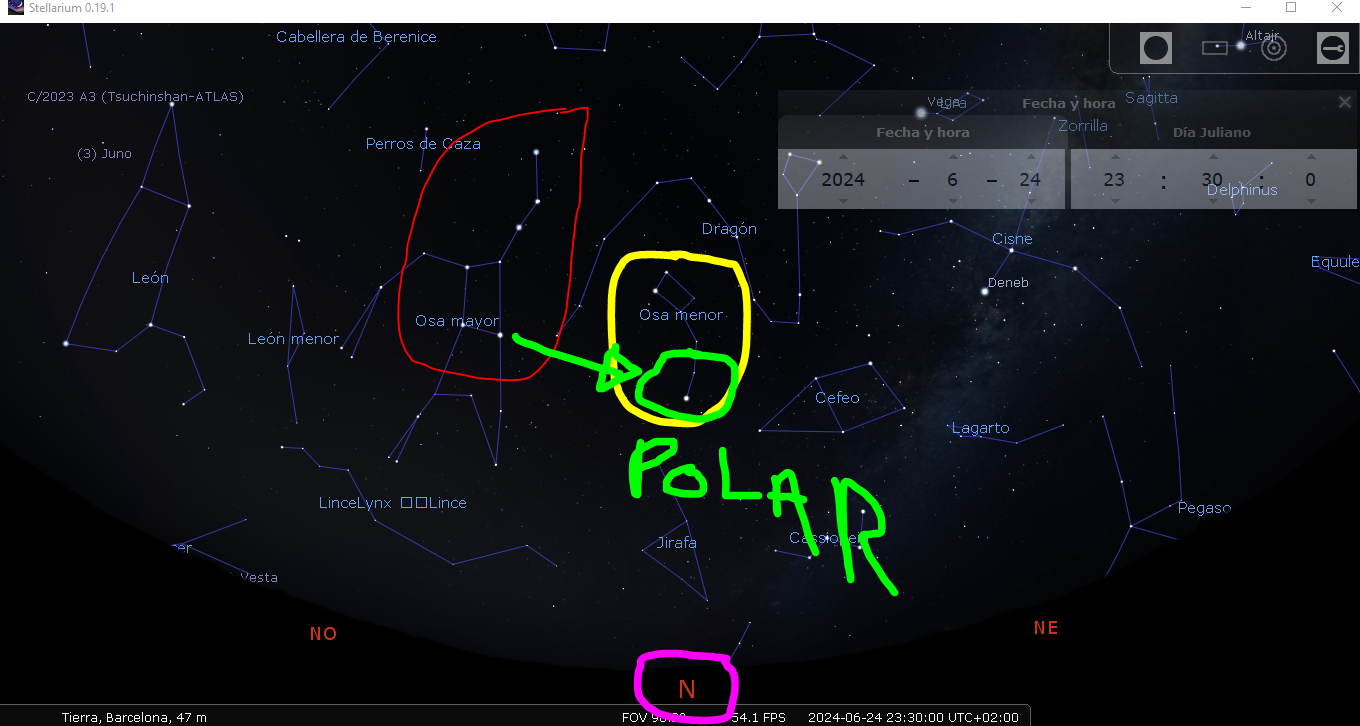 Stellarium 0.19.1
Cabellera de Berenice
Altair
C/2023 A3 (Tsuchinshan-ATLAS)
Vega
Lyra
Fecha y hora
Sagitta
Zorrilla
Fecha y hora
Día Juliano
Perros de Caza
(3) Juno
2024 - 6 - 24
23 : 30 : 0
Delphinus
Dragón
Cisne
Equule
León
Deneb
Osa menor
Osa mayor
León menor
Cefeo
Lagarto
POLAR
LinceLynx □□Lince
Pegaso
Cassiopei
Jirafa
er
Vesta
NO
NE
N
Tierra, Barcelona, 47 m
FOV
54.1 FPS
2024-06-24 23:30:00 UTC+02:00